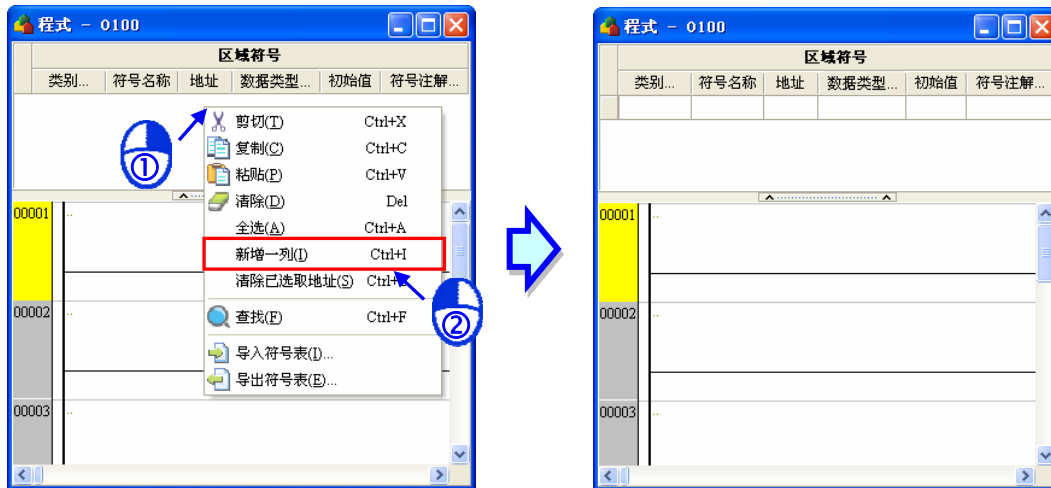 程式 - 0100
区域符号
类别... 符号名称 地址 数据类型... 初始值 符号注解...
①
剪切(T) Ctrl+X
复制(C) Ctrl+C
粘贴(P) Ctrl+V
清除(D) Del
全选(A) Ctrl+A
新增一列(I) Ctrl+I
清除已选取地址(S) Ctrl+
②
查找(F) Ctrl+F
导入符号表(I)...
导出符号表(E)...
00001
00002
00003
程式 - 0100
区域符号
类别... 符号名称 地址 数据类型... 初始值 符号注解...
00001
00002
00003